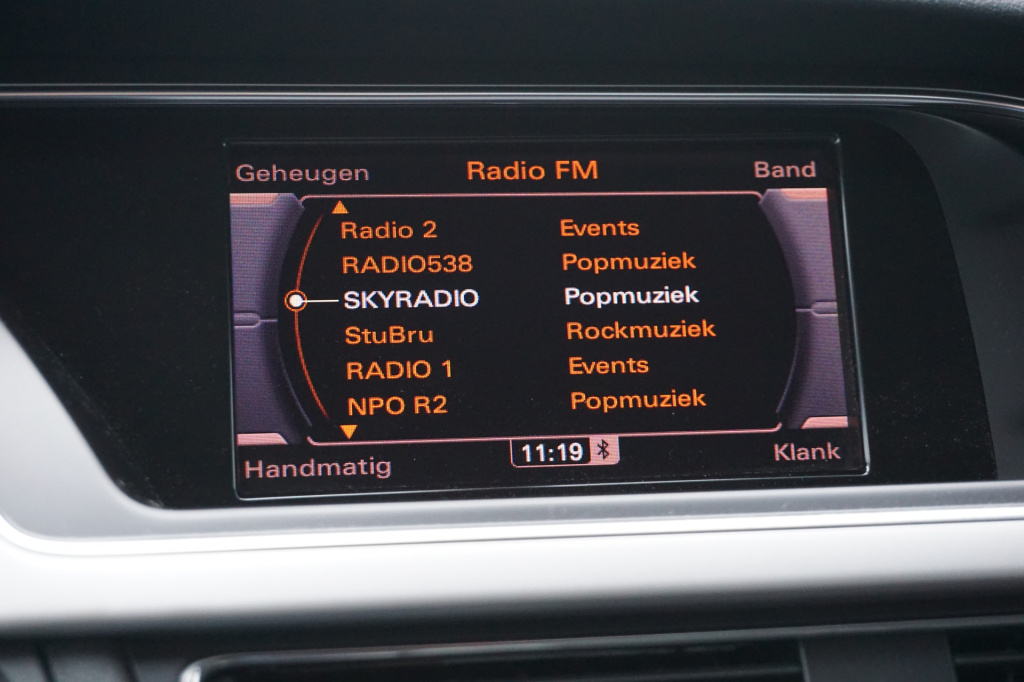 Geheugen Radio FM Band
Radio 2 Events
RADIO538 Popmuziek
SKYRADIO Popmuziek
StuBru Rockmuziek
RADIO 1 Events
NPO R2 Popmuziek
Handmatig 11:19 Klank